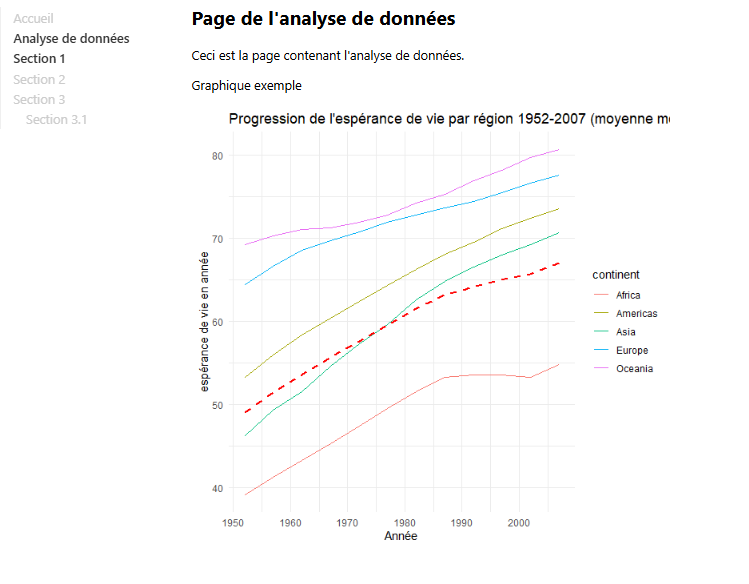 Accueil
Analyse de données
Section 1
Section 2
Section 3
Section 3.1
Page de l'analyse de données
Ceci est la page contenant l'analyse de données.
Graphique exemple
Progression de l'espérance de vie par région 1952-2007 (moyenne
80
70
60
50
40
espérance de vie en année
1950
1960
1970
1980
1990
2000
Année
continent
Africa
Americas
Asia
Europe
Oceania